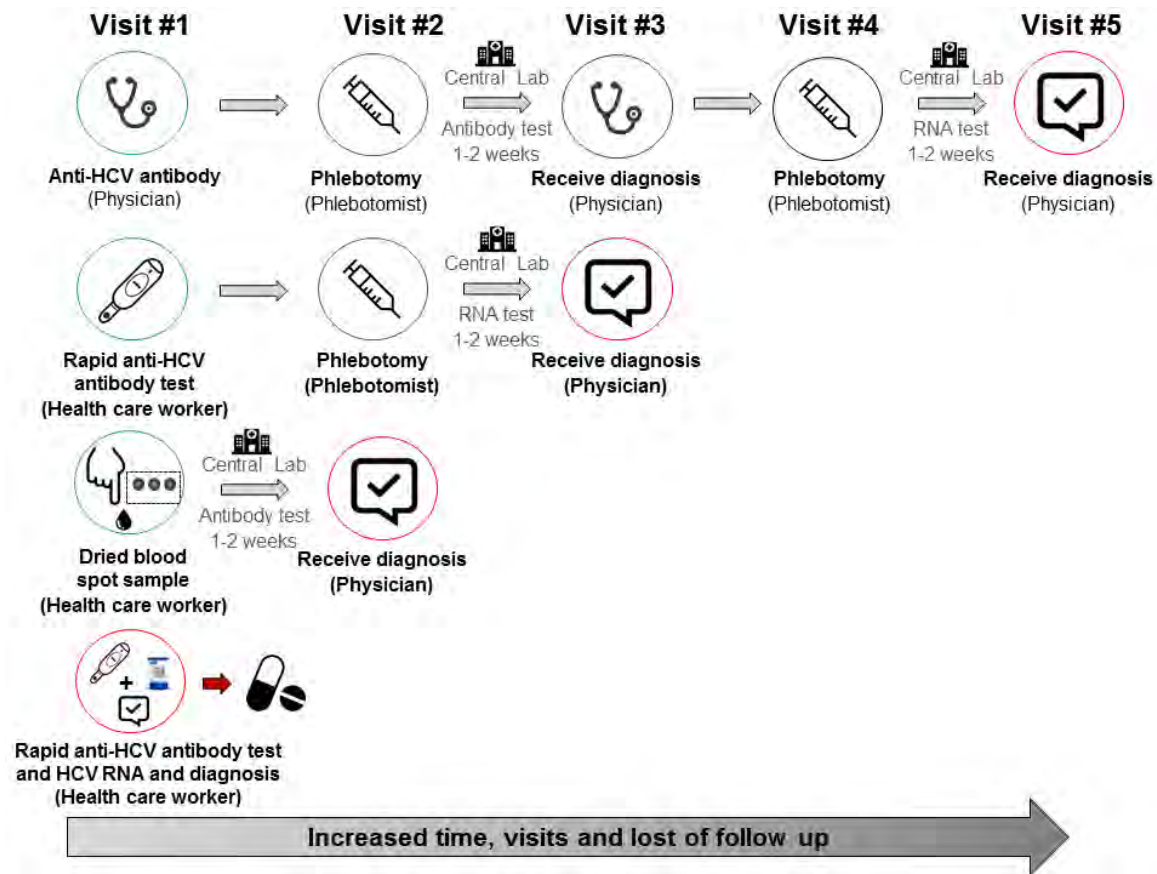 Visit #1
Visit #2
Visit #3
Visit #4
Visit #5
Central Lab
Antibody test
1-2 weeks
Central Lab
RNA test
1-2 weeks
Anti-HCV antibody
(Physician)
Phlebotomy
(Phlebotomist)
Receive diagnosis
(Physician)
Phlebotomy
(Phlebotomist)
Receive diagnosis
(Physician)
Central Lab
RNA test
1-2 weeks
Rapid anti-HCV
antibody test
(Health care worker)
Phlebotomy
(Phlebotomist)
Receive diagnosis
(Physician)
Central Lab
Antibody test
1-2 weeks
Dried blood
spot sample
(Health care worker)
Receive diagnosis
(Physician)
+
Rapid anti-HCV antibody test
and HCV RNA and diagnosis
(Health care worker)
Increased time, visits and lost of follow up